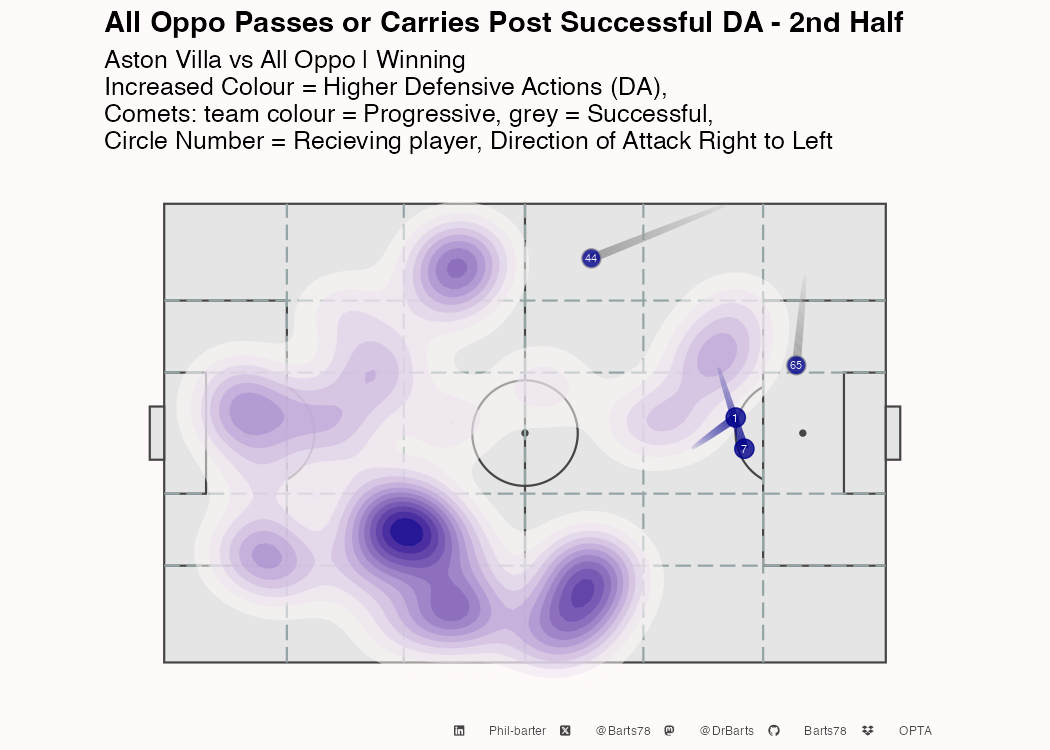 All Oppo Passes or Carries Post Successful DA - 2nd Half
Aston Villa vs All Oppo | Winning
Increased Colour = Higher Defensive Actions (DA),
Comets: team colour = Progressive, grey = Successful,
Circle Number = Recieving player, Direction of Attack Right to Left
44
65
1
7
Phil-barter @Barts78 @DrBarts Barts78 OPTA